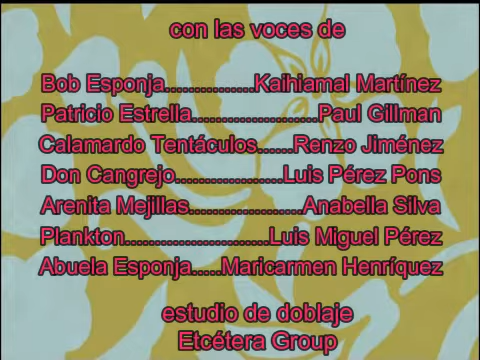 con las voces de
Bob Esponja...............Kaihiamal Martínez
Patricio Estrella.....................Paul Gillman
Calamardo Tentáculos......Renzo Jiménez
Don Cangrejo..................Luis Pérez Pons
Arenita Mejillas...................Anabella Silva
Plankton........................Luis Miguel Pérez
Abuela Esponja.....Maricarmen Henríquez
estudio de doblaje
Etcétera Group